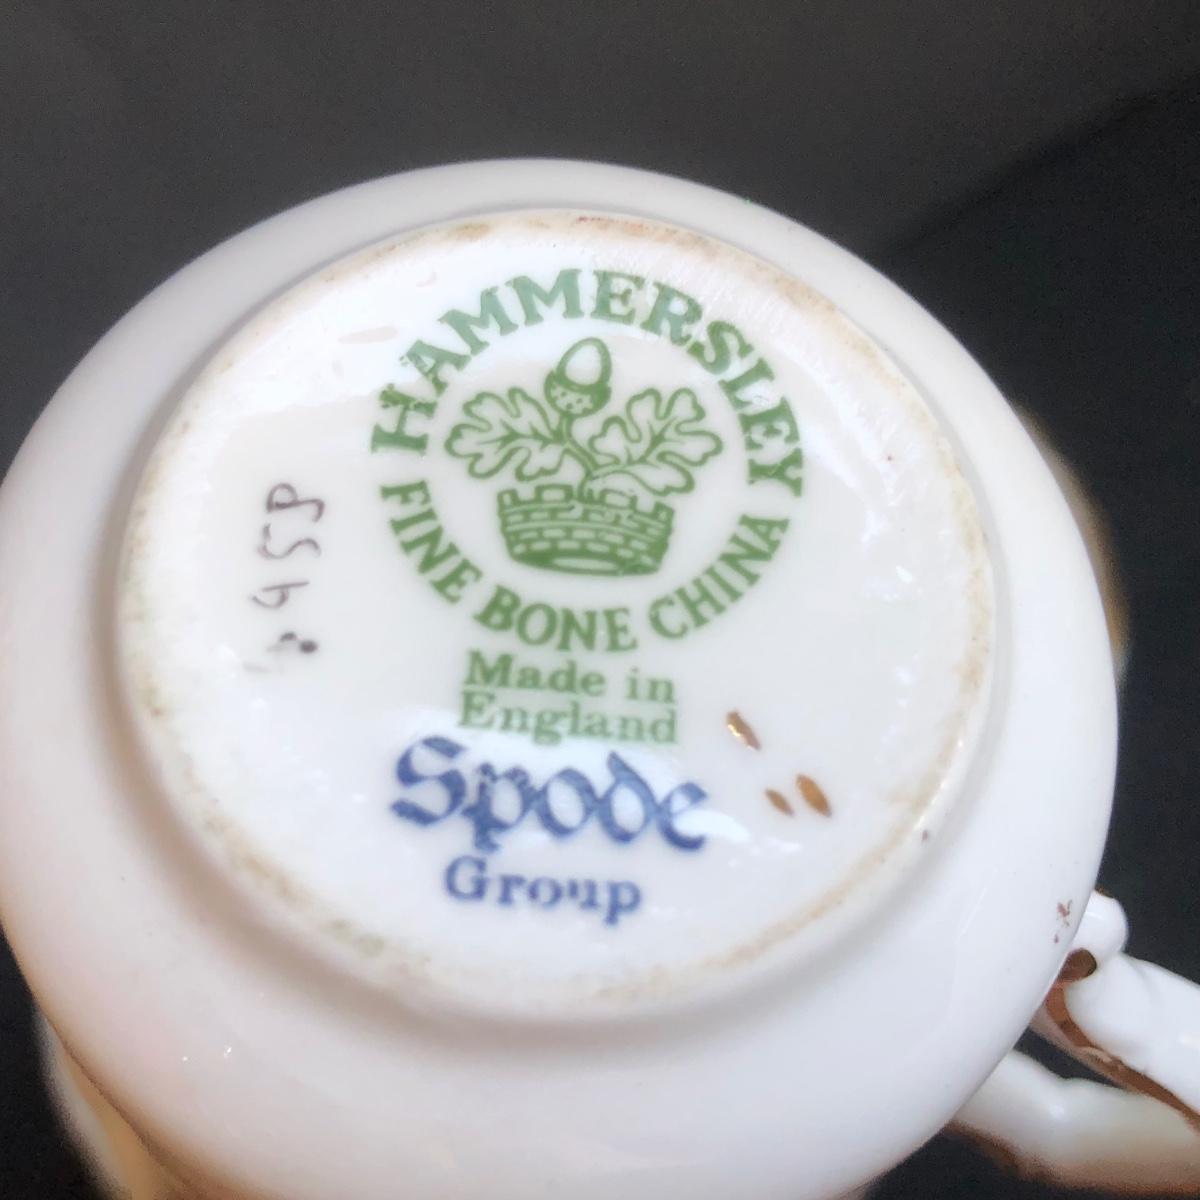 HAMMERSLEY
FINE BONE CHINA
Made in
England
Spode
Group